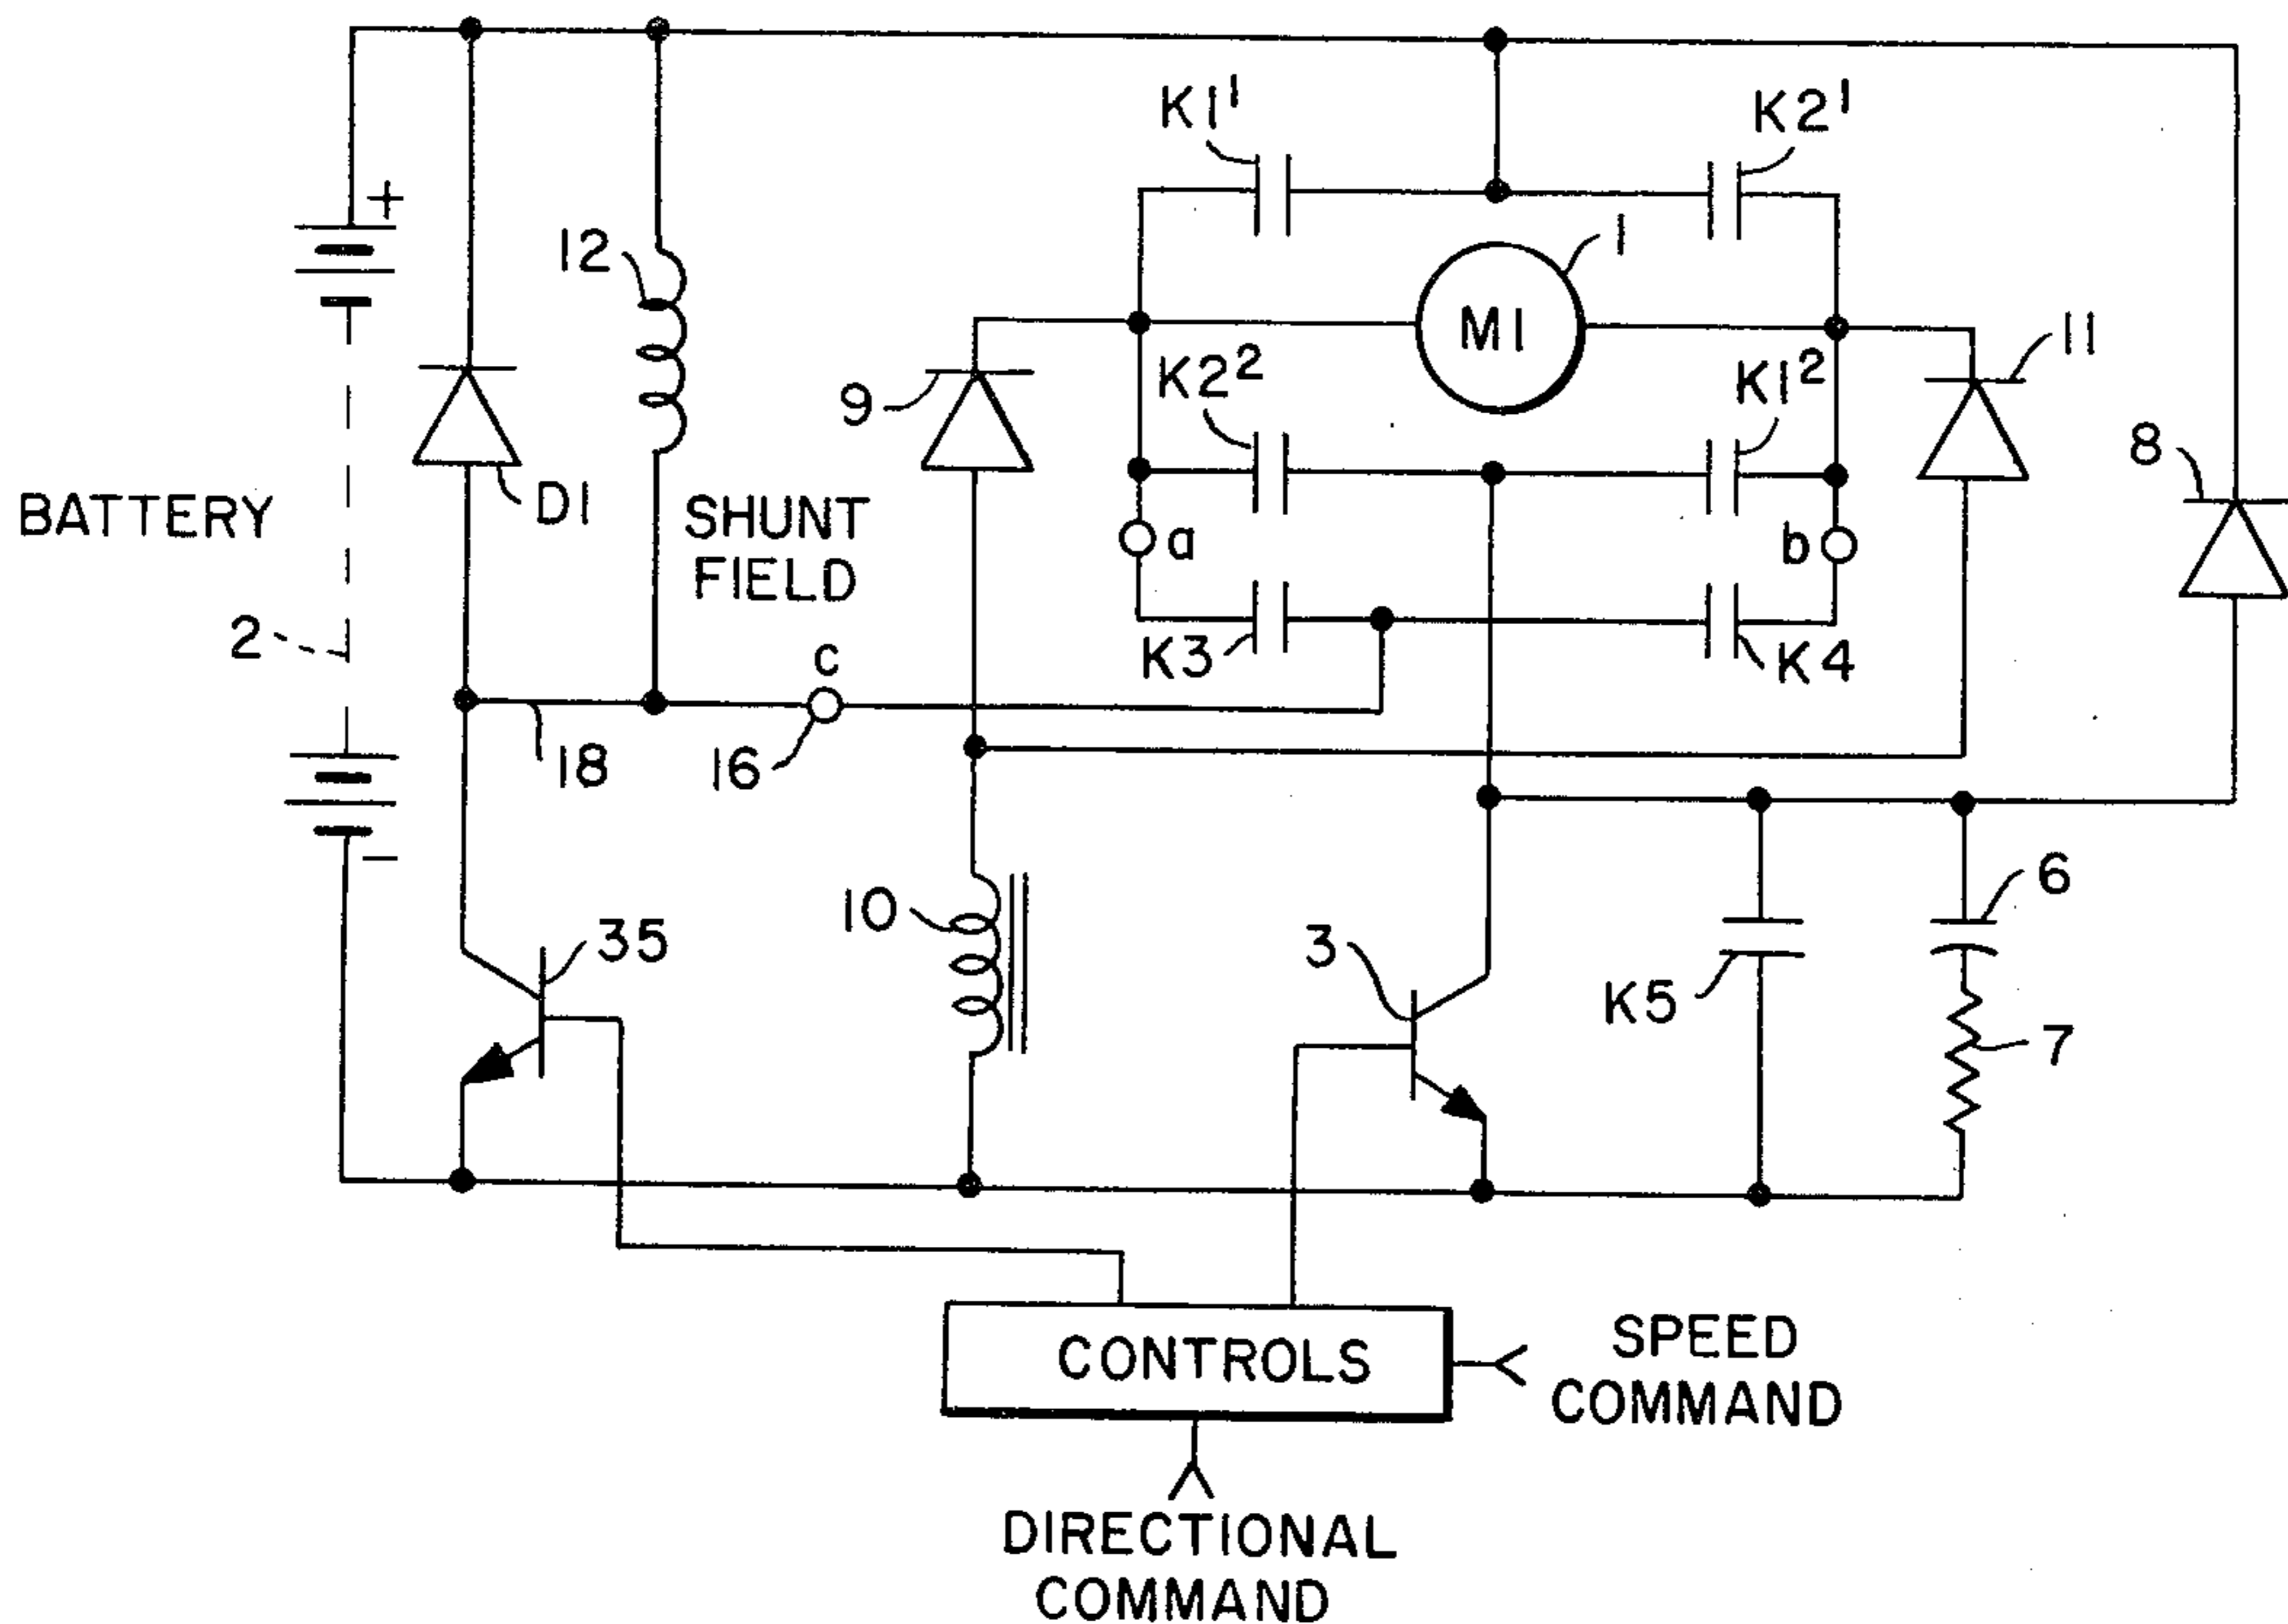 K1¹
K2¹
+
12
1
M1
11
K2²
K1²
9
8
D1
BATTERY
SHUNT
FIELD
a
b
2
c
K3
K4
18
16
−
6
10
35
3
K5
7
CONTROLS
SPEED
COMMAND
DIRECTIONAL
COMMAND